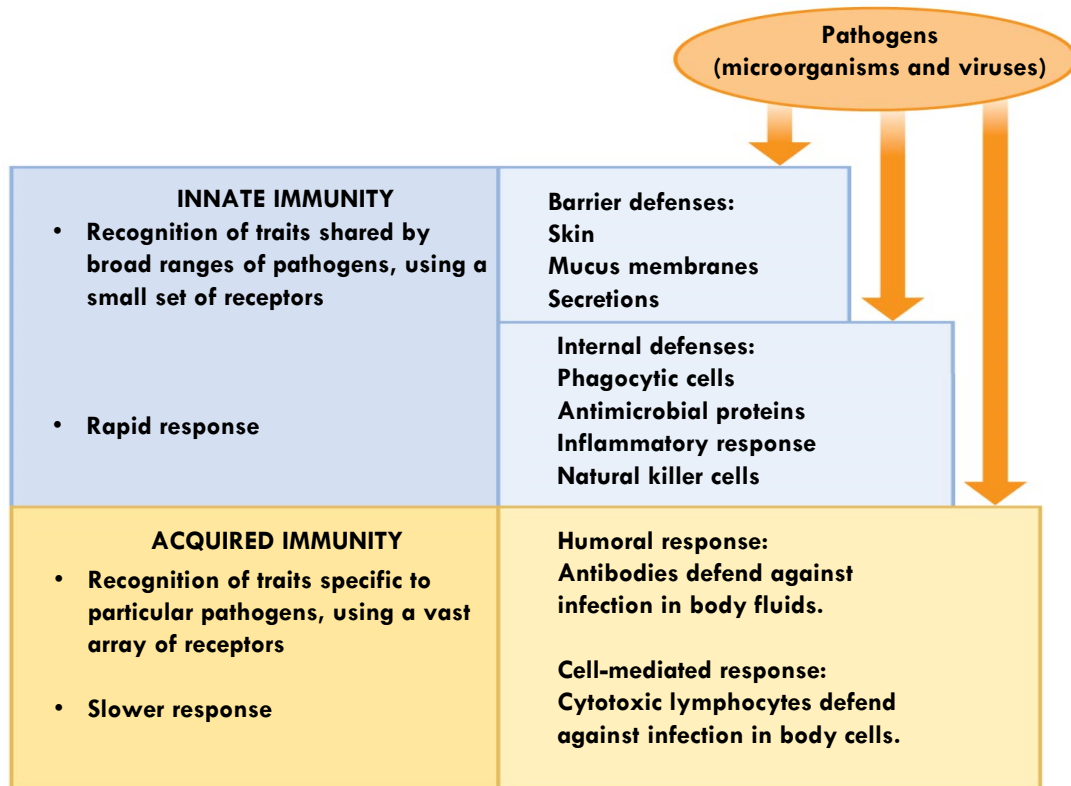 Pathogens
(microorganisms and viruses)
INNATE IMMUNITY
• Recognition of traits shared by
broad ranges of pathogens, using a
small set of receptors
• Rapid response
Barrier defenses:
Skin
Mucus membranes
Secretions
Internal defenses:
Phagocytic cells
Antimicrobial proteins
Inflammatory response
Natural killer cells
ACQUIRED IMMUNITY
• Recognition of traits specific to
particular pathogens, using a vast
array of receptors
• Slower response
Humoral response:
Antibodies defend against
infection in body fluids.
Cell-mediated response:
Cytotoxic lymphocytes defend
against infection in body cells.